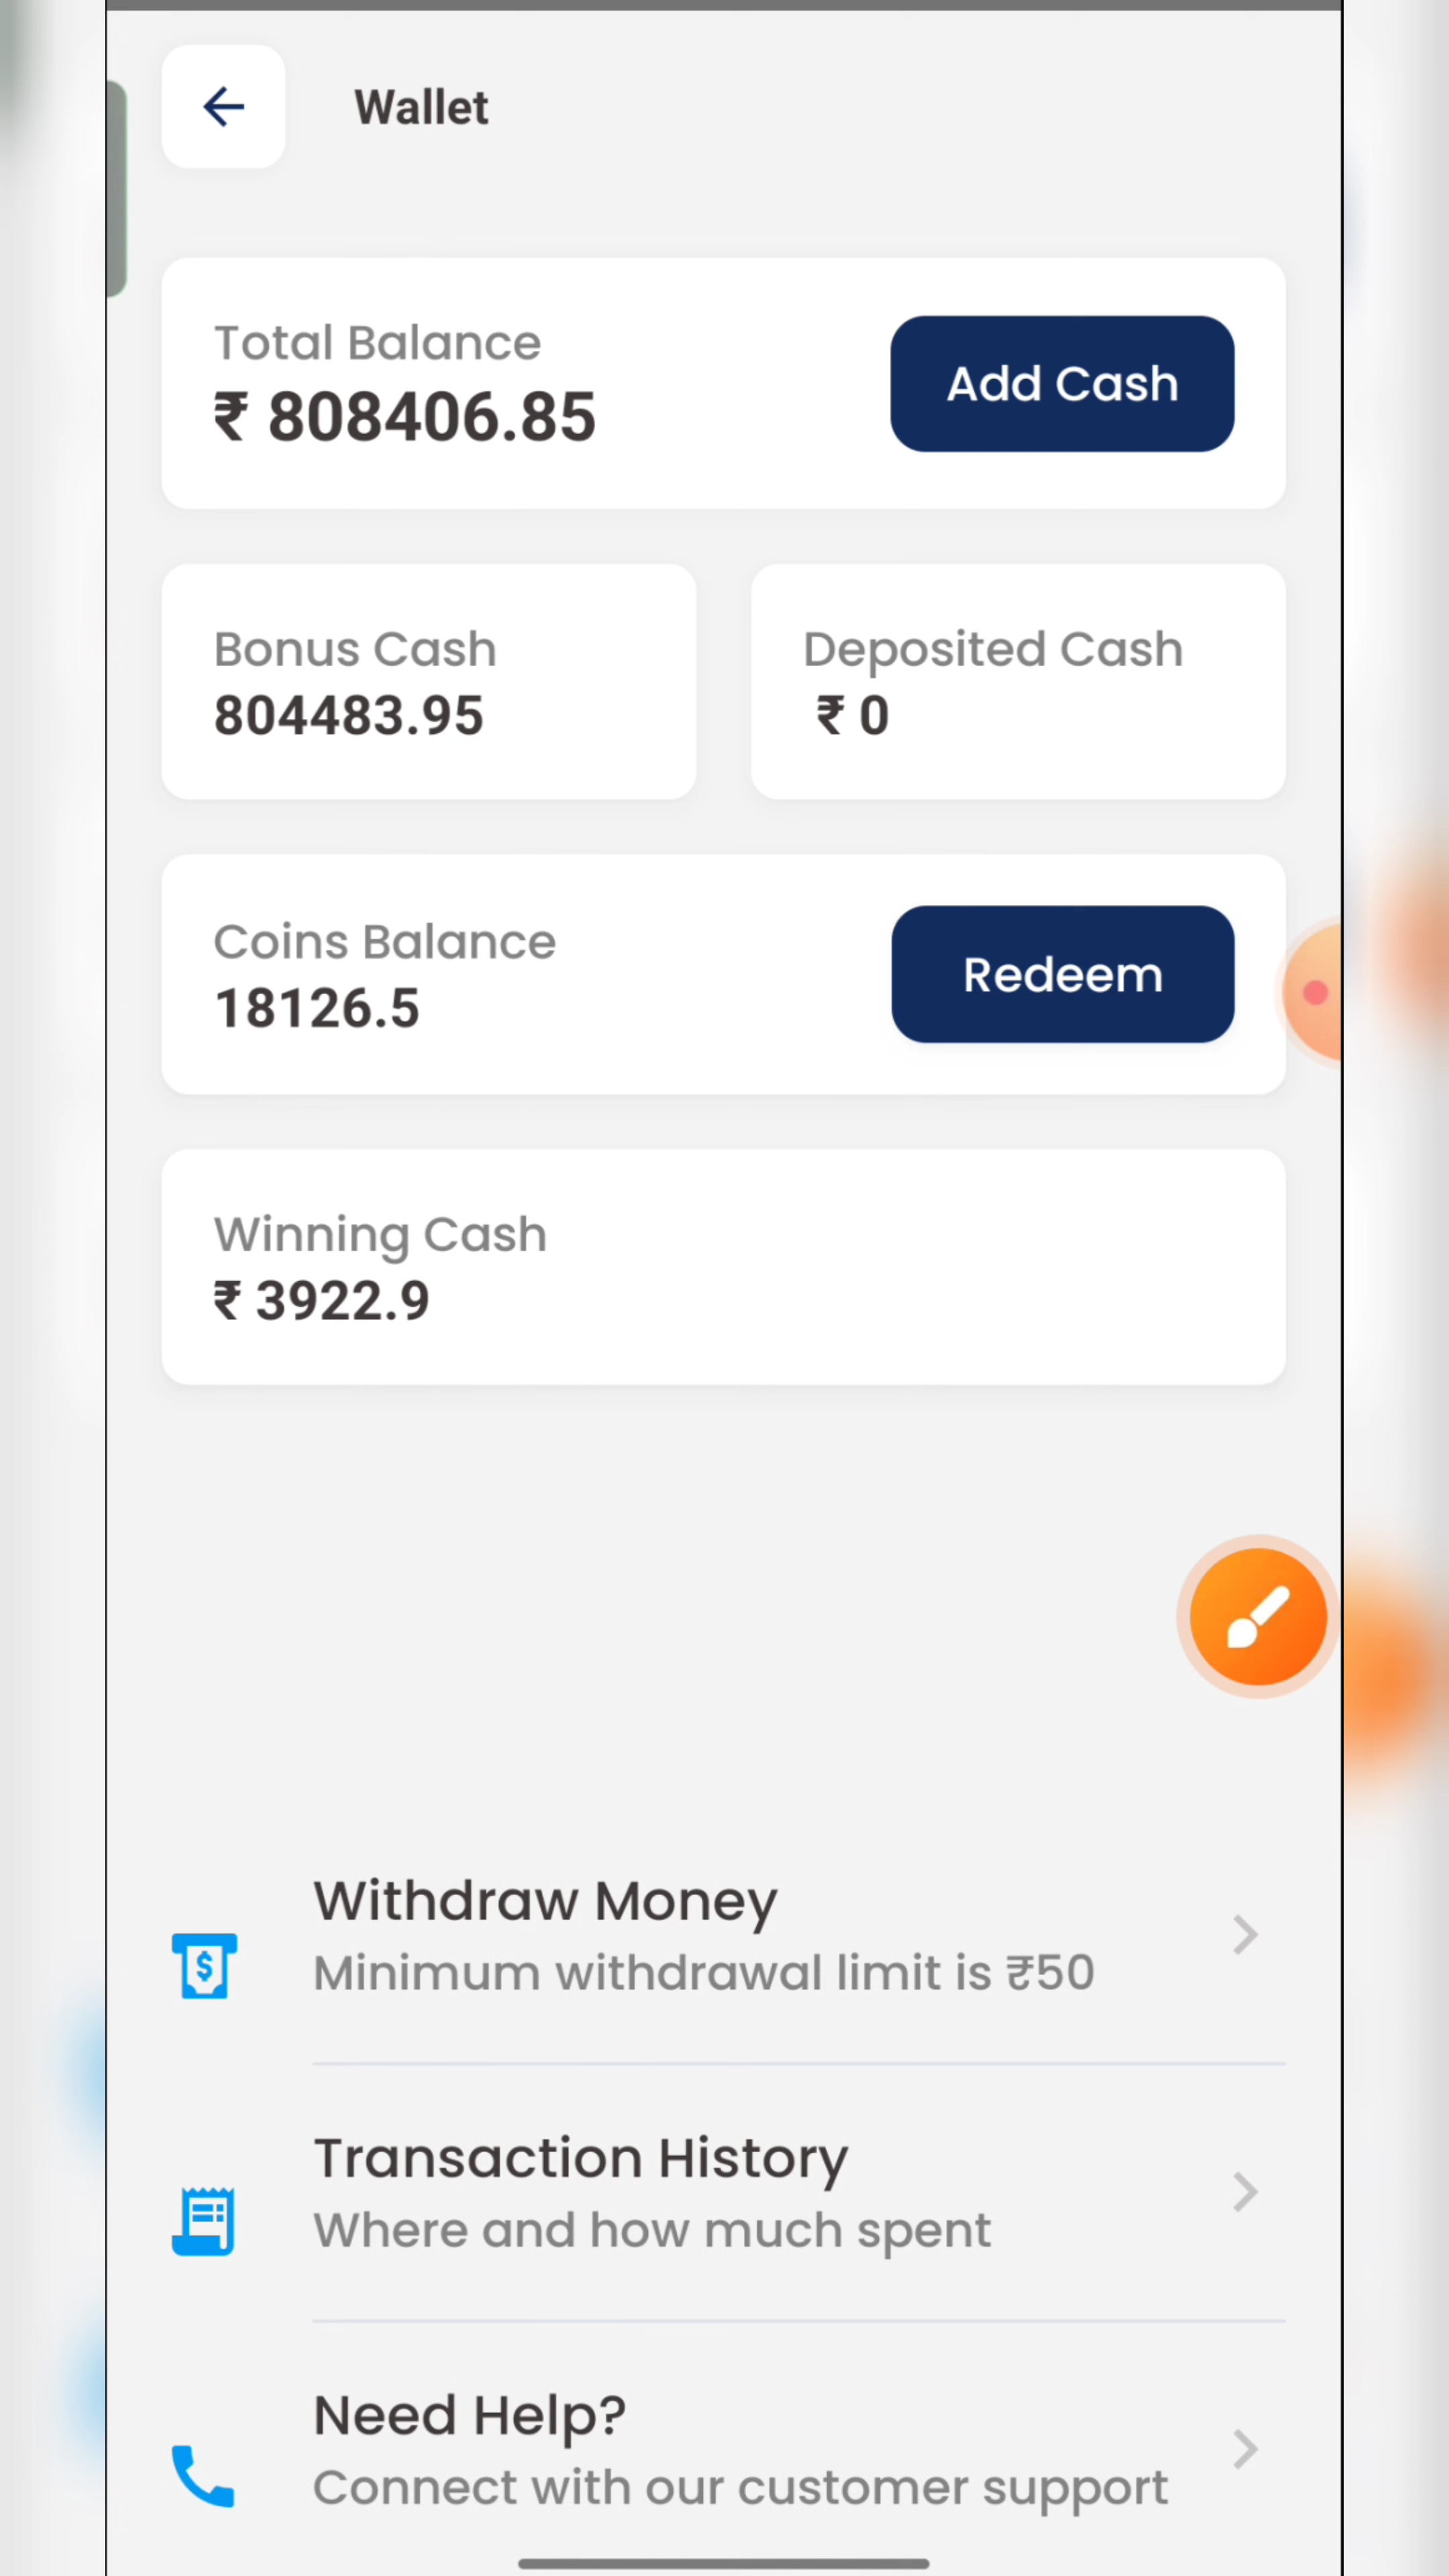 Wallet
Total Balance
₹ 808406.85
Add Cash
Bonus Cash
804483.95
Deposited Cash
₹ 0
Coins Balance
18126.5
Redeem
Winning Cash
₹ 3922.9
Withdraw Money
Minimum withdrawal limit is ₹50
Transaction History
Where and how much spent
Need Help?
Connect with our customer support